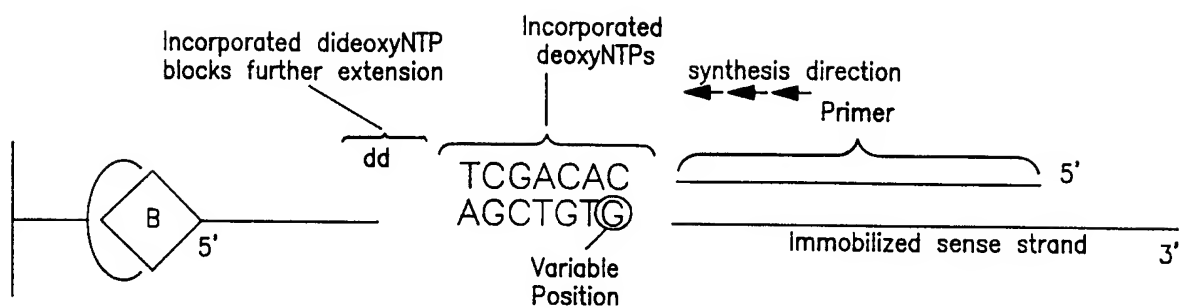 Incorporated dideoxyNTP
blocks further extension
Incorporated
deoxyNTPs
synthesis direction
Primer
dd
TCGACAC
5'
AGCTGTG
B
5'
Immobilized sense strand
3'
Variable
Position